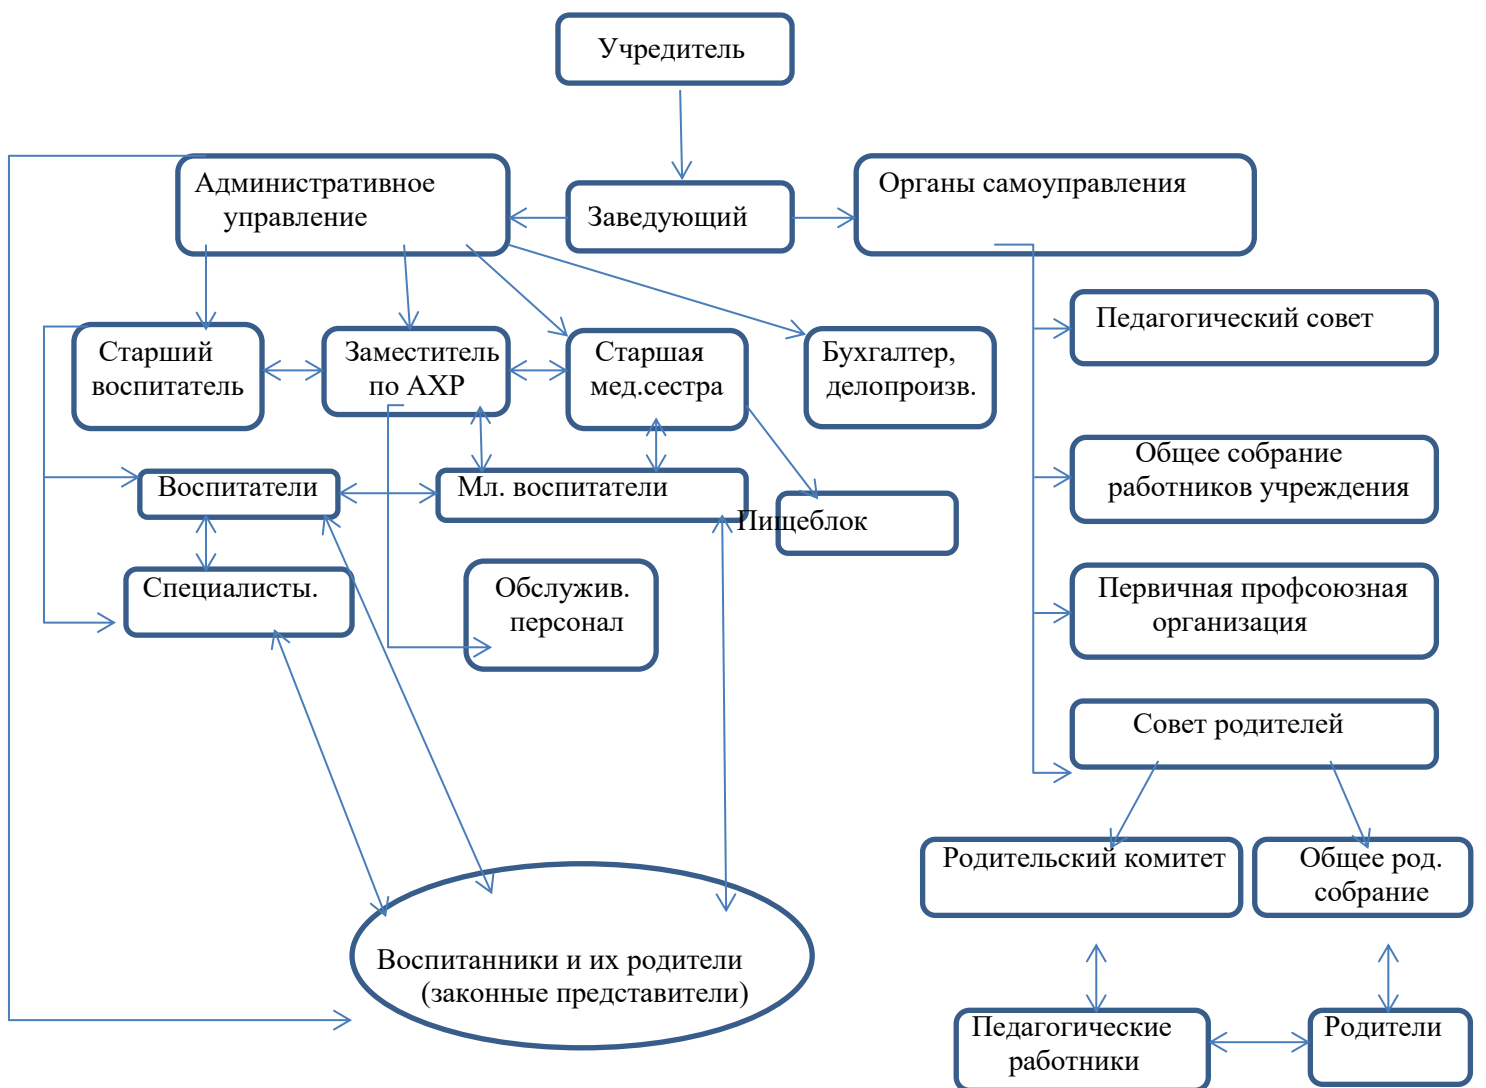 Учредитель
Административное
управление
Заведующий
Органы самоуправления
Педагогический совет
Старший
воспитатель
Заместитель
по АХР
Старшая
мед.сестра
Бухгалтер,
делопроизв.
Общее собрание
работников учреждения
Воспитатели
Мл. воспитатели
Пищеблок
Специалисты.
Обслужив.
персонал
Первичная профсоюзная
организация
Совет родителей
Родительский комитет
Общее род.
собрание
Воспитанники и их родители
(законные представители)
Педагогические
работники
Родители